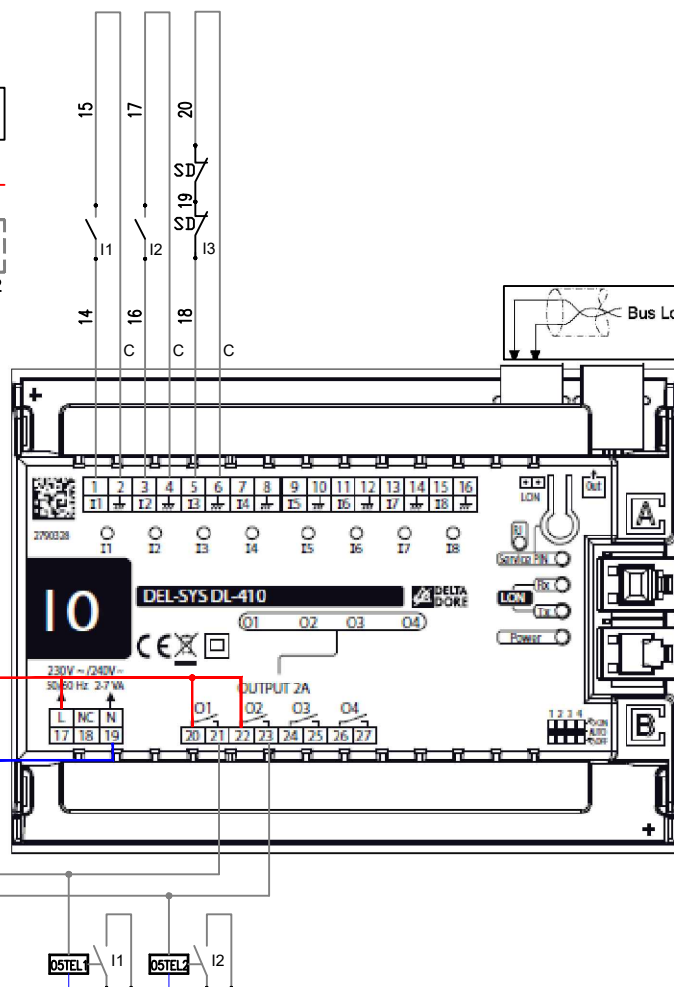 15
17
20
SD
19
SD
I1
I2
I3
14
16
18
C
C
C
2
Bus Lo
+
1 2 3 4 5 6 7 8 9 10 11 12 13 14 15 16
I1 I2 I3 I4 I5 I6 I7 I8
LON
Out
A
2790328
I1 I2 I3 I4 I5 I6 I7 I8
Service PIN
IO
DEL-SYS DL-410
DELTA DORE
Rx
LON
Tx
O1 O2 O3 O4
CE
Power
230V ~ /240V~
50/60 Hz 2-7 VA
OUTPUT 2A
O1 O2 O3 O4
L NC N
17 18 19
20 21 22 23 24 25 26 27
1 2 3 4
ON
AUTO
OFF
B
+
05TEL1
I1
05TEL2
I2